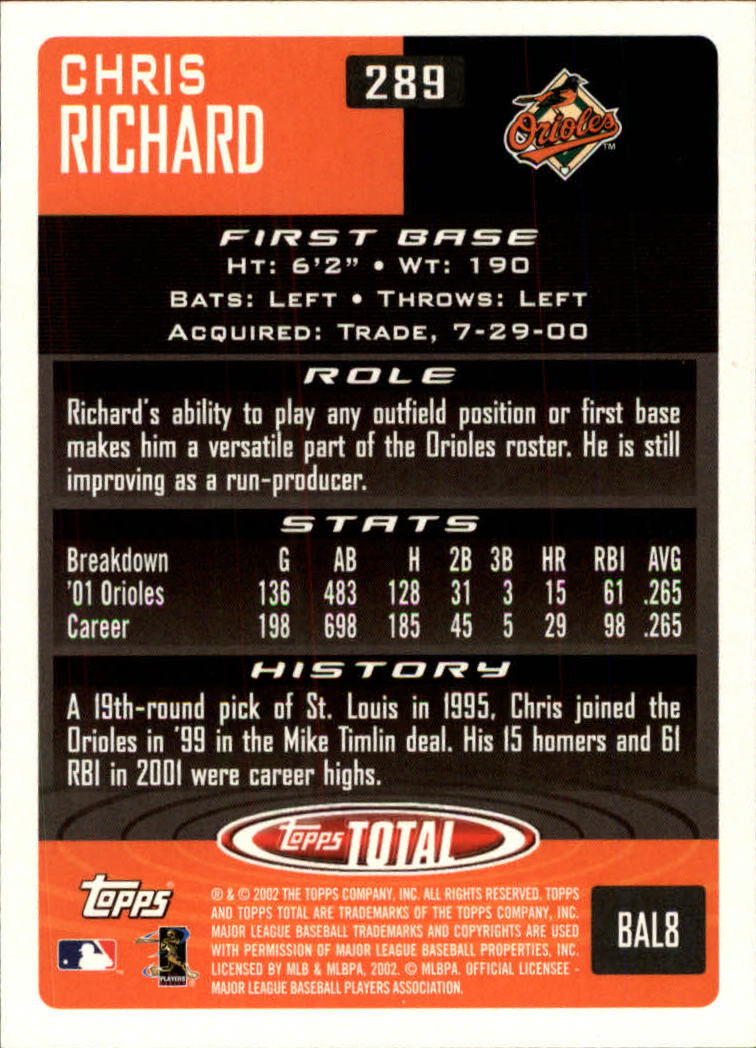 CHRIS
RICHARD
289
Orioles
TM
FIRST BASE
HT: 6'2" • WT: 190
BATS: LEFT • THROWS: LEFT
ACQUIRED: TRADE, 7-29-00
ROLE
Richard's ability to play any outfield position or first base
makes him a versatile part of the Orioles roster. He is still
improving as a run-producer.
STATS
Breakdown G AB H 2B 3B HR RBI AVG
'01 Orioles 136 483 128 31 3 15 61 .265
Career 198 698 185 45 5 29 98 .265
HISTORY
A 19th-round pick of St. Louis in 1995, Chris joined the
Orioles in '99 in the Mike Timlin deal. His 15 homers and 61
RBI in 2001 were career highs.
Topps TOTAL
Topps
® & © 2002 THE TOPPS COMPANY, INC. ALL RIGHTS RESERVED. TOPPS
AND TOPPS TOTAL ARE TRADEMARKS OF THE TOPPS COMPANY, INC.
MAJOR LEAGUE BASEBALL TRADEMARKS AND COPYRIGHTS ARE USED
WITH PERMISSION OF MAJOR LEAGUE BASEBALL PROPERTIES, INC.
LICENSED BY MLB & MLBPA, 2002. © MLBPA. OFFICIAL LICENSEE -
MAJOR LEAGUE BASEBALL PLAYERS ASSOCIATION.
PLAYERS
BAL8